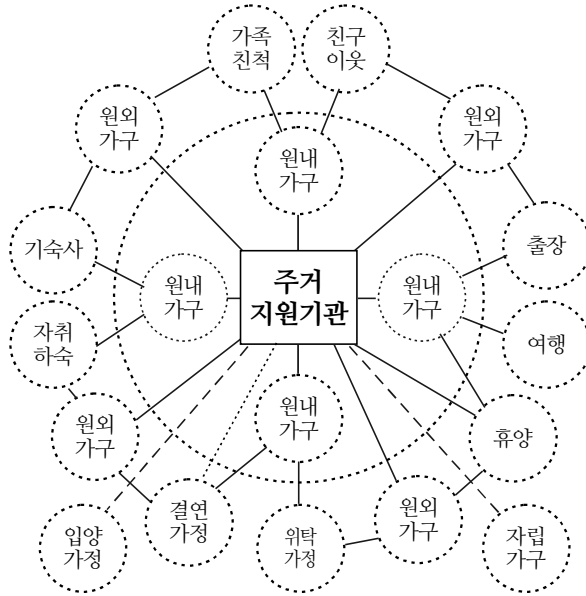 가족
친척
친구
이웃
원외
가구
원내
가구
원외
가구
기숙사
출장
원내
가구
주거
지원기관
원내
가구
자취
하숙
여행
원외
가구
원내
가구
휴양
결연
가정
원외
가구
입양
가정
위탁
가정
자립
가구